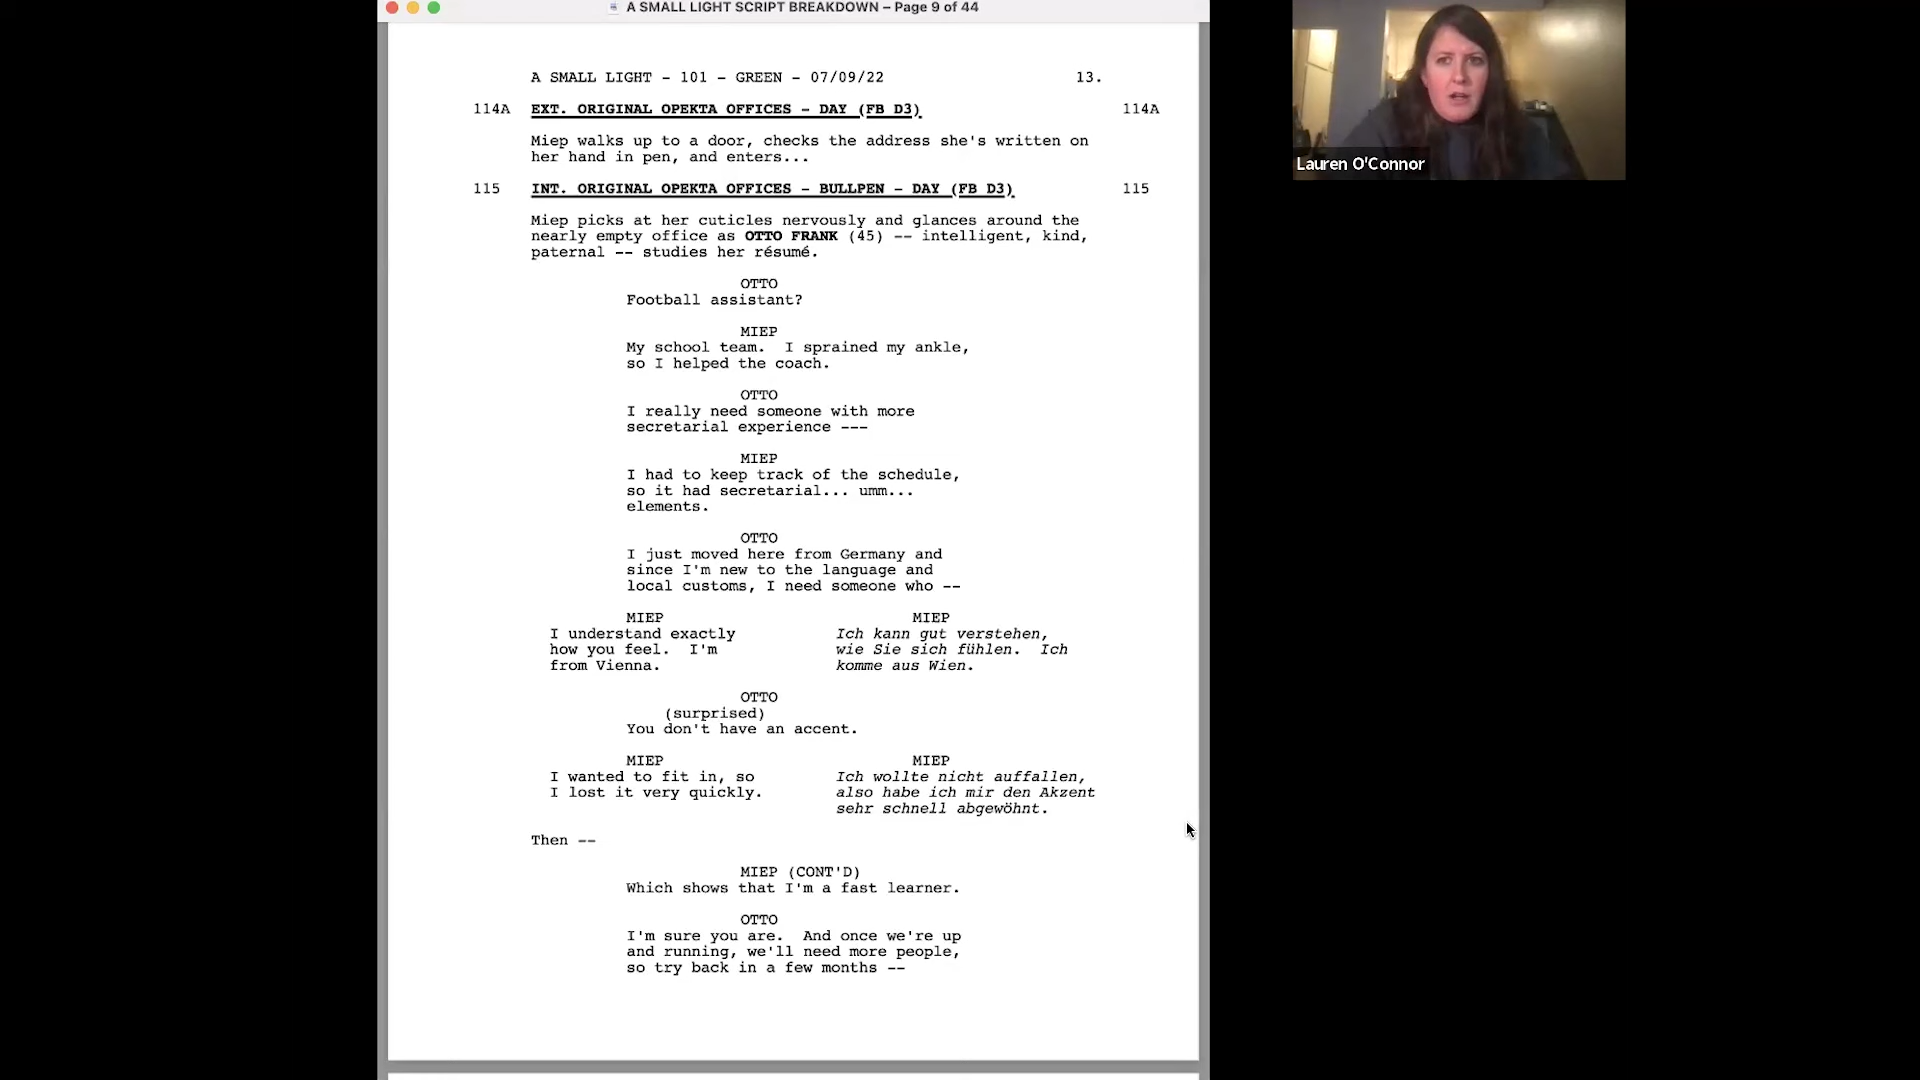 A SMALL LIGHT SCRIPT BREAKDOWN – Page 9 of 44
A SMALL LIGHT - 101 - GREEN - 07/09/22 13.
114A EXT. ORIGINAL OPEKTA OFFICES - DAY (FB D3) 114A
Miep walks up to a door, checks the address she's written on
her hand in pen, and enters...
115 INT. ORIGINAL OPEKTA OFFICES - BULLPEN - DAY (FB D3) 115
Miep picks at her cuticles nervously and glances around the
nearly empty office as OTTO FRANK (45) -- intelligent, kind,
paternal -- studies her résumé.
OTTO
Football assistant?
MIEP
My school team. I sprained my ankle,
so I helped the coach.
OTTO
I really need someone with more
secretarial experience ---
MIEP
I had to keep track of the schedule,
so it had secretarial... umm...
elements.
OTTO
I just moved here from Germany and
since I'm new to the language and
local customs, I need someone who --
MIEP
I understand exactly
how you feel. I'm
from Vienna.
MIEP
Ich kann gut verstehen,
wie Sie sich fühlen. Ich
komme aus Wien.
OTTO
(surprised)
You don't have an accent.
MIEP
I wanted to fit in, so
I lost it very quickly.
MIEP
Ich wollte nicht auffallen,
also habe ich mir den Akzent
sehr schnell abgewöhnt.
Then --
MIEP (CONT'D)
Which shows that I'm a fast learner.
OTTO
I'm sure you are. And once we're up
and running, we'll need more people,
so try back in a few months --
Lauren O'Connor